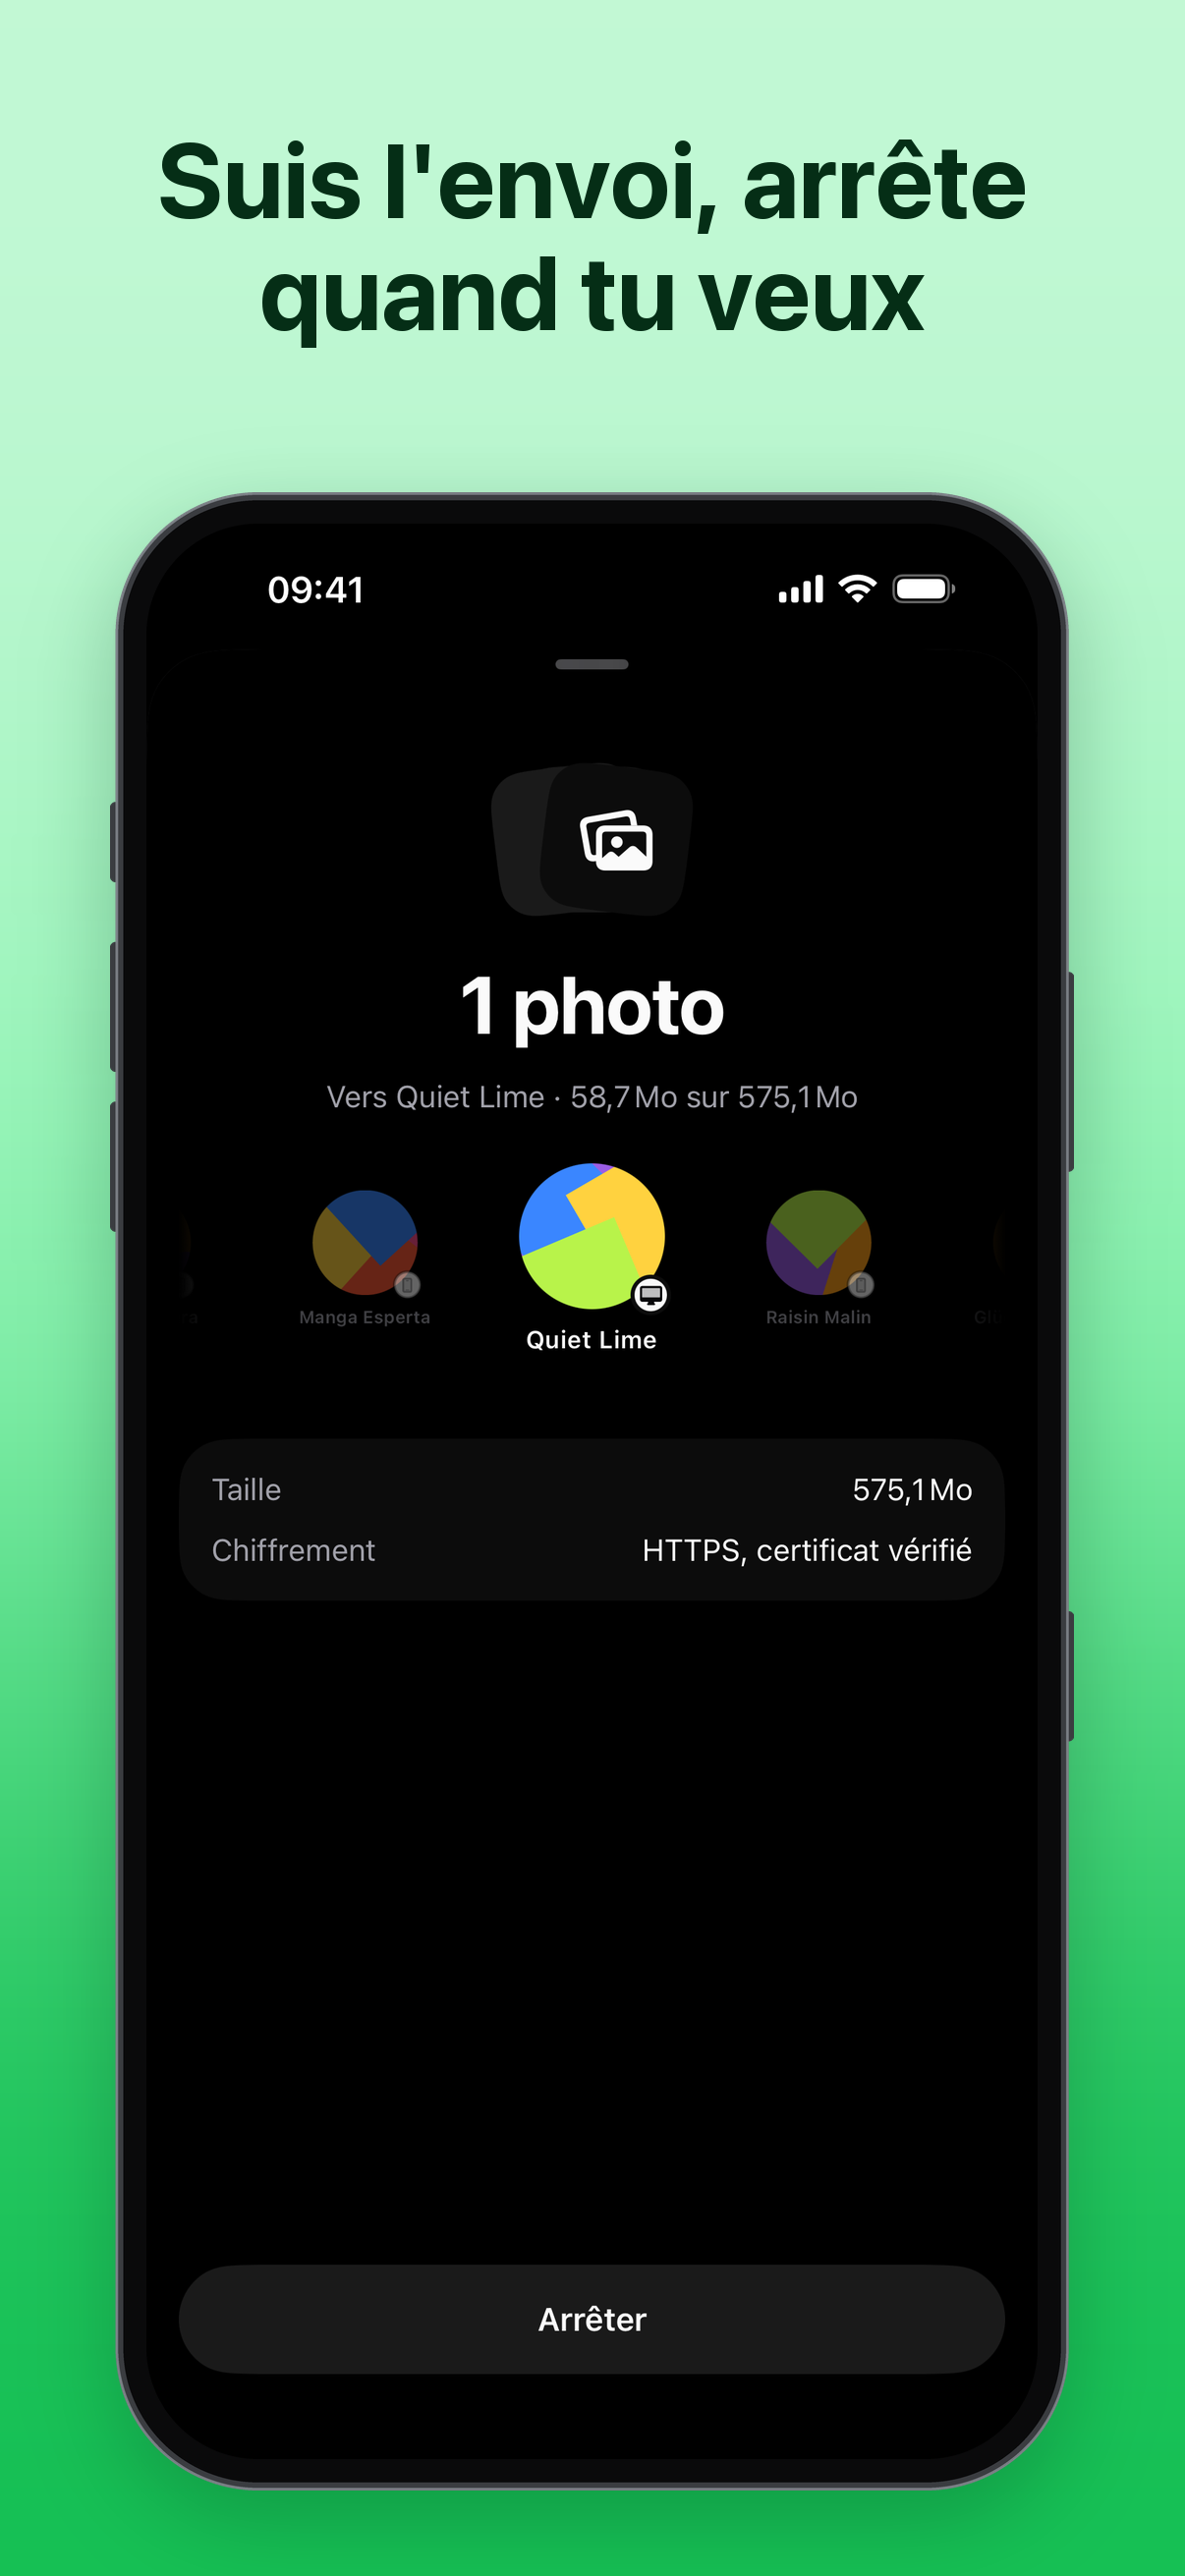 Suis l'envoi, arrête
quand tu veux
09:41
1 photo
Vers Quiet Lime · 58,7 Mo sur 575,1 Mo
Manga Esperta
Quiet Lime
Raisin Malin
Taille
575,1 Mo
Chiffrement
HTTPS, certificat vérifié
Arrêter